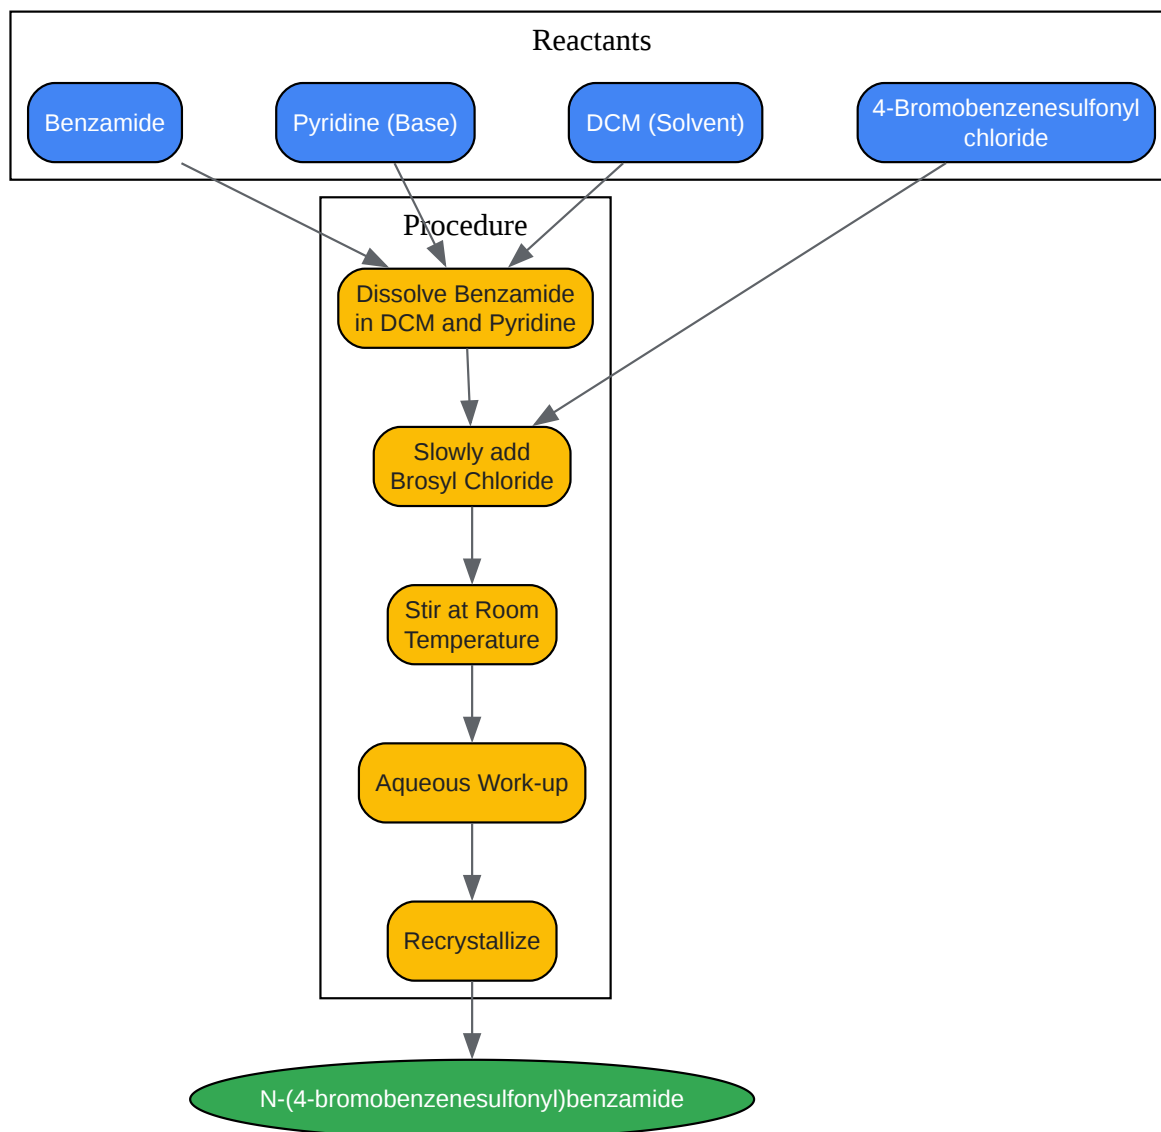 Reactants
Benzamide
Pyridine (Base)
DCM (Solvent)
4-Bromobenzenesulfonyl
chloride
Procedure
Dissolve Benzamide
in DCM and Pyridine
Slowly add
Brosyl Chloride
Stir at Room
Temperature
Aqueous Work-up
Recrystallize
N-(4-bromobenzenesulfonyl)benzamide